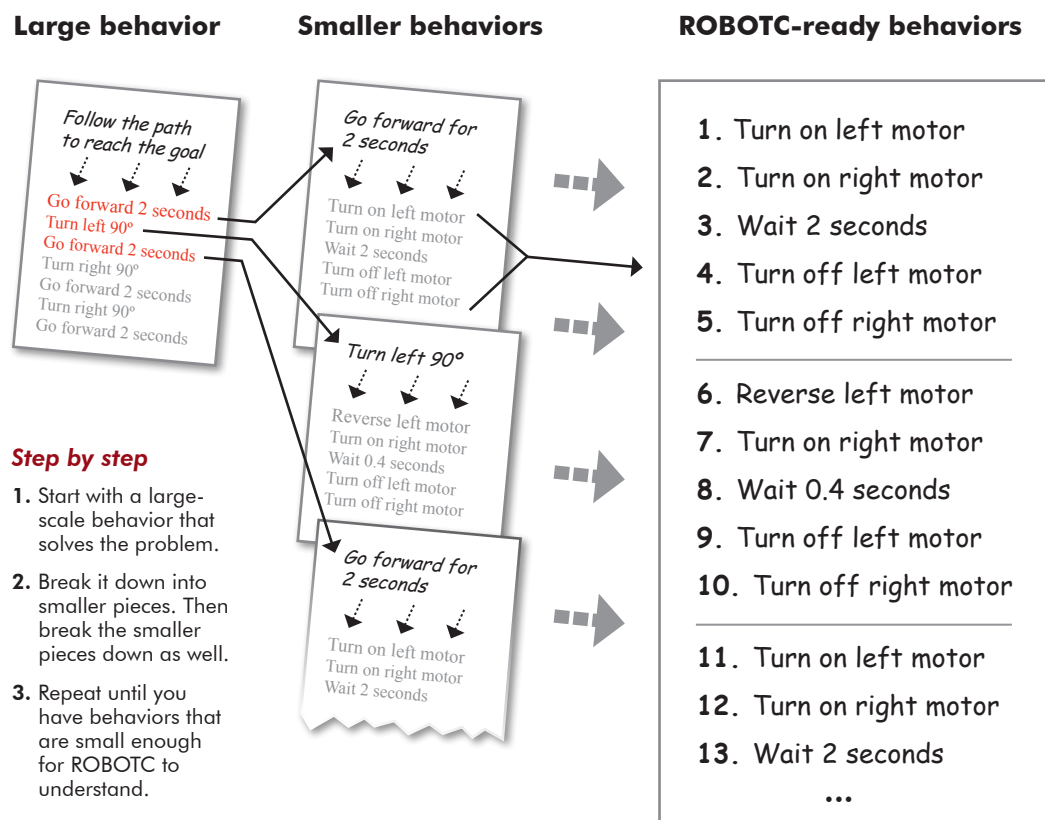 Large behavior
Follow the path
to reach the goal
Go forward 2 seconds
Turn left 90º
Go forward 2 seconds
Turn right 90º
Go forward 2 seconds
Turn right 90º
Go forward 2 seconds
Step by step
1. Start with a large-
scale behavior that
solves the problem.
2. Break it down into
smaller pieces. Then
break the smaller
pieces down as well.
3. Repeat until you
have behaviors that
are small enough
for ROBOTC to
understand.
Smaller behaviors
Go forward for
2 seconds
Turn on left motor
Turn on right motor
Wait 2 seconds
Turn off left motor
Turn off right motor
Turn left 90º
Reverse left motor
Turn on right motor
Wait 0.4 seconds
Turn off left motor
Turn off right motor
Go forward for
2 seconds
Turn on left motor
Turn on right motor
Wait 2 seconds
ROBOTC-ready behaviors
1. Turn on left motor
2. Turn on right motor
3. Wait 2 seconds
4. Turn off left motor
5. Turn off right motor
6. Reverse left motor
7. Turn on right motor
8. Wait 0.4 seconds
9. Turn off left motor
10. Turn off right motor
11. Turn on left motor
12. Turn on right motor
13. Wait 2 seconds
...